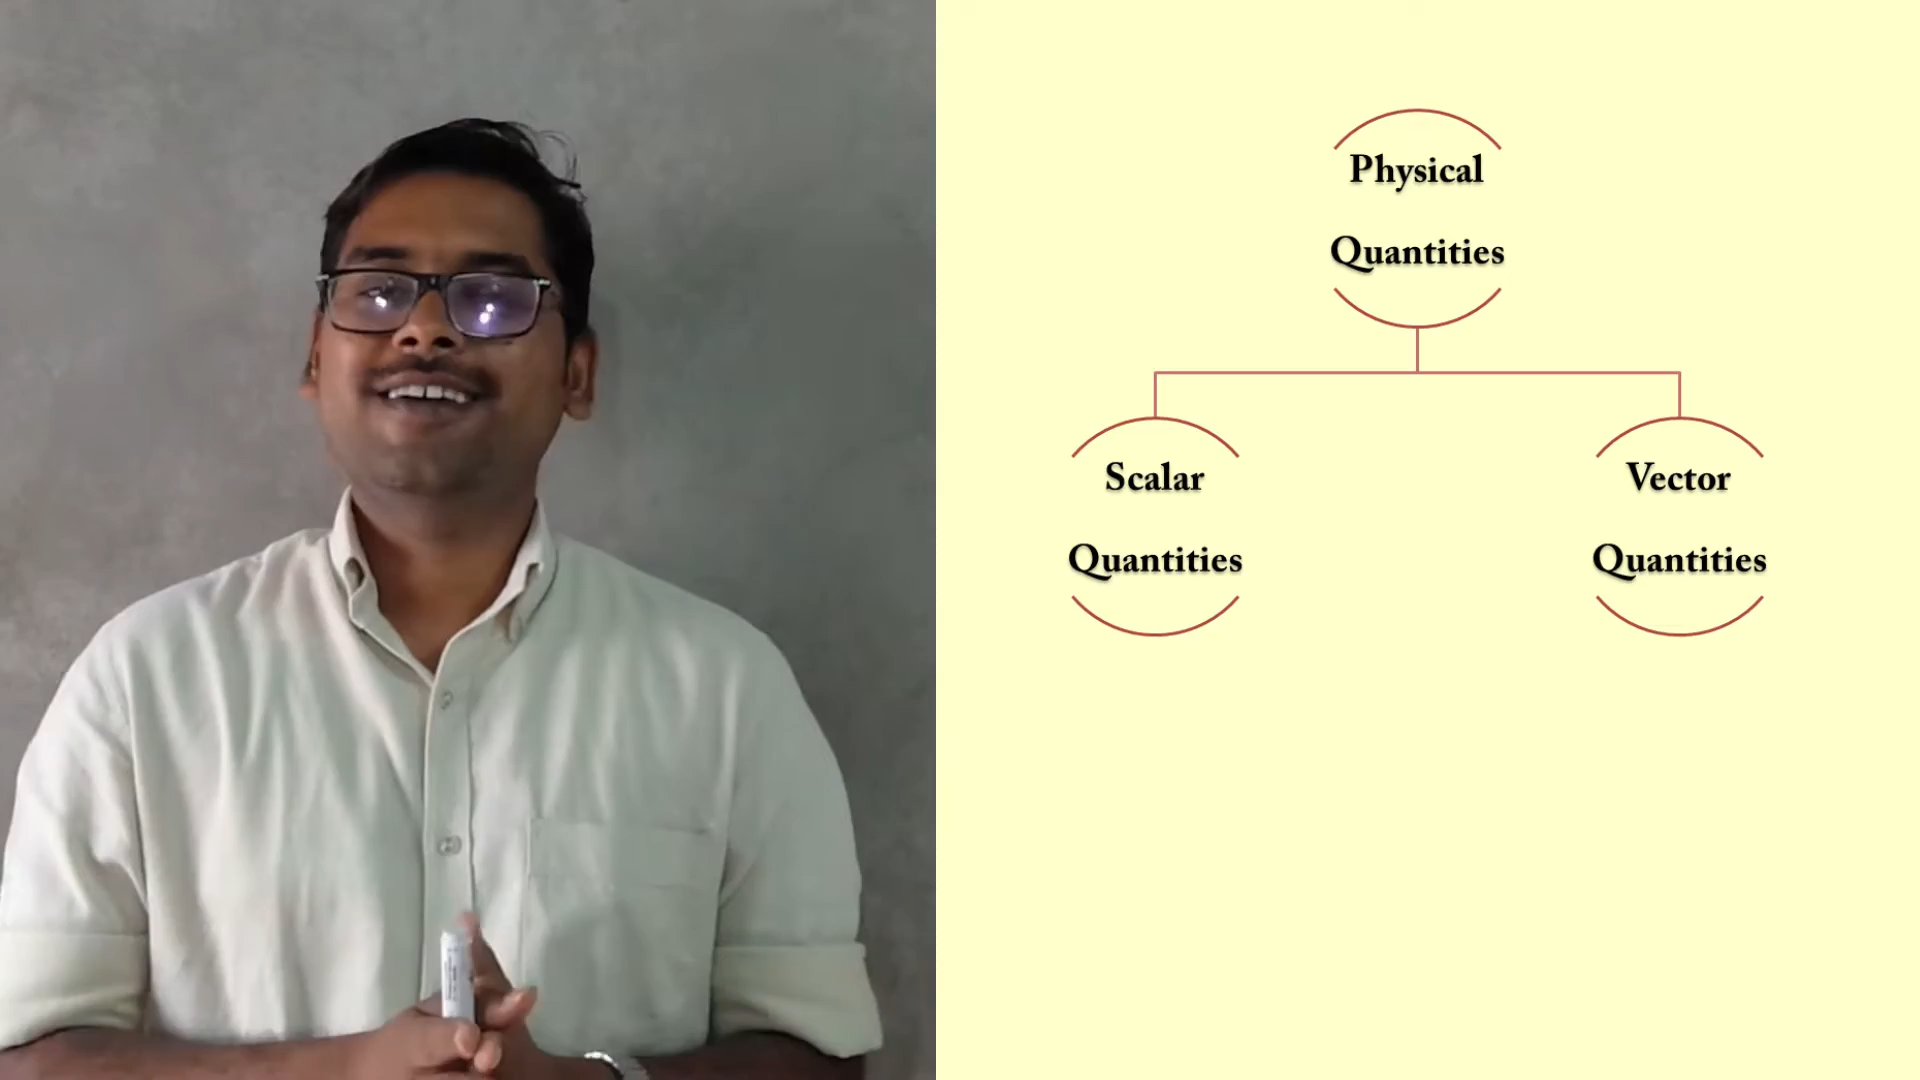 Physical
Quantities
Scalar
Quantities
Vector
Quantities